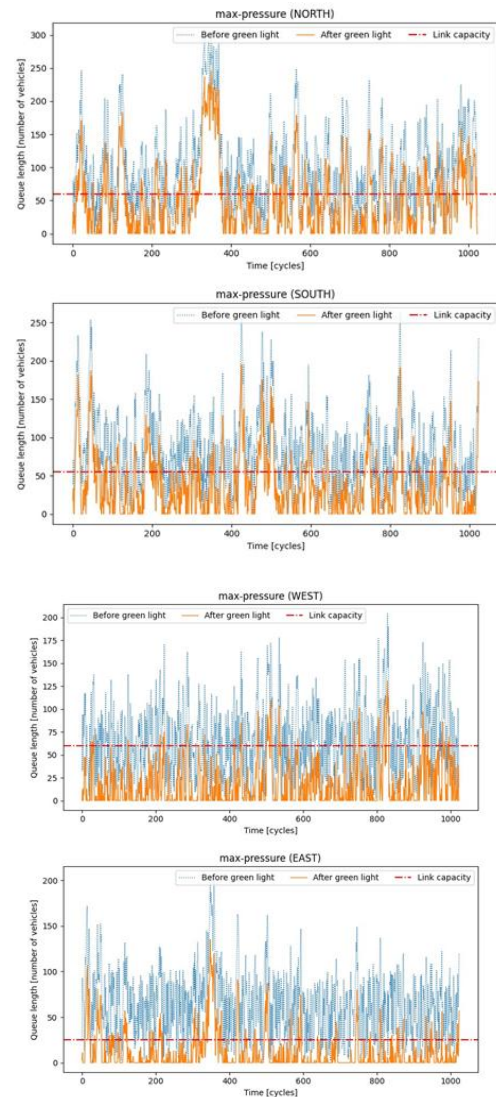 max-pressure (NORTH)
Before green light After green light Link capacity
Queue length [number of vehicles]
300
250
200
150
100
50
0
0 200 400 600 800 1000
Time [cycles]
max-pressure (SOUTH)
Before green light After green light Link capacity
Queue length [number of vehicles]
250
200
150
100
50
0
0 200 400 600 800 1000
Time [cycles]
max-pressure (WEST)
Before green light After green light Link capacity
Queue length [number of vehicles]
200
175
150
125
100
75
50
25
0
0 200 400 600 800 1000
Time [cycles]
max-pressure (EAST)
Before green light After green light Link capacity
Queue length [number of vehicles]
200
150
100
50
0
0 200 400 600 800 1000
Time [cycles]